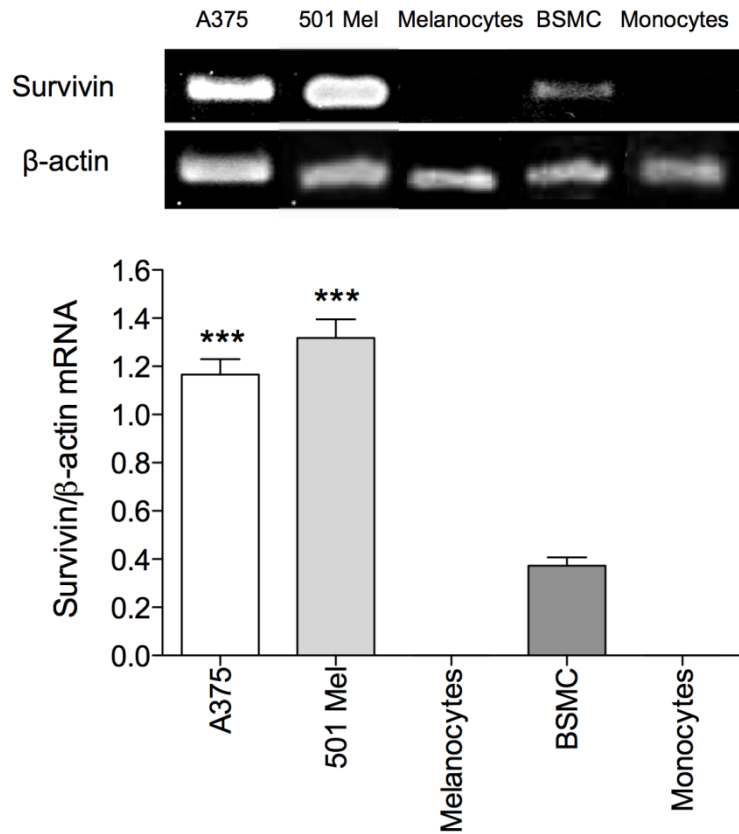 A375 501 Mel Melanocytes BSMC Monocytes
Survivin
β-actin
Survivin/β-actin mRNA
1.6
1.4
1.2
1.0
0.8
0.6
0.4
0.2
0.0
***
***
A375
501 Mel
Melanocytes
BSMC
Monocytes